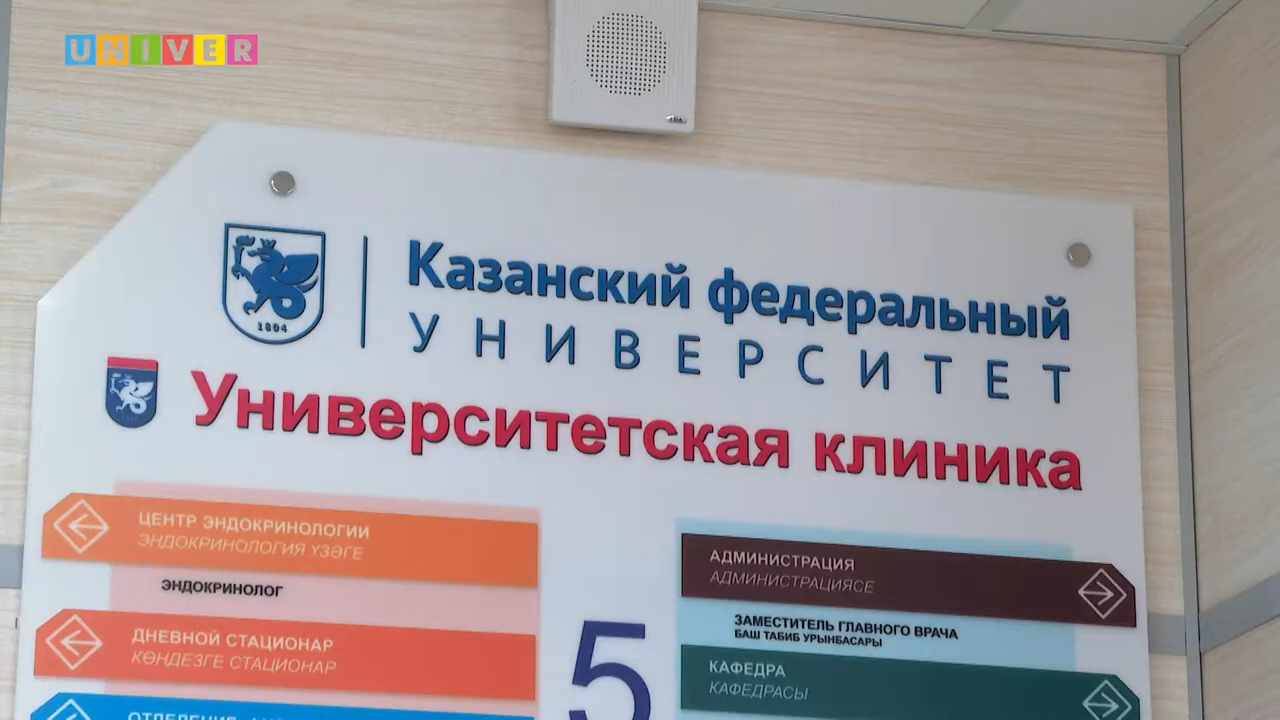 UNIVER
Казанский федеральный
УНИВЕРСИТЕТ
1804
Университетская клиника
ЦЕНТР ЭНДОКРИНОЛОГИИ
ЭНДОКРИНОЛОГИЯ ҮЗӘГЕ
ЭНДОКРИНОЛОГ
ДНЕВНОЙ СТАЦИОНАР
КӨНДЕЗГЕ СТАЦИОНАР
ОТДЕЛЕНИЕ
5
АДМИНИСТРАЦИЯ
АДМИНИСТРАЦИЯСЕ
ЗАМЕСТИТЕЛЬ ГЛАВНОГО ВРАЧА
БАШ ТАБИБ УРЫНБАСАРЫ
КАФЕДРА
КАФЕДРАСЫ